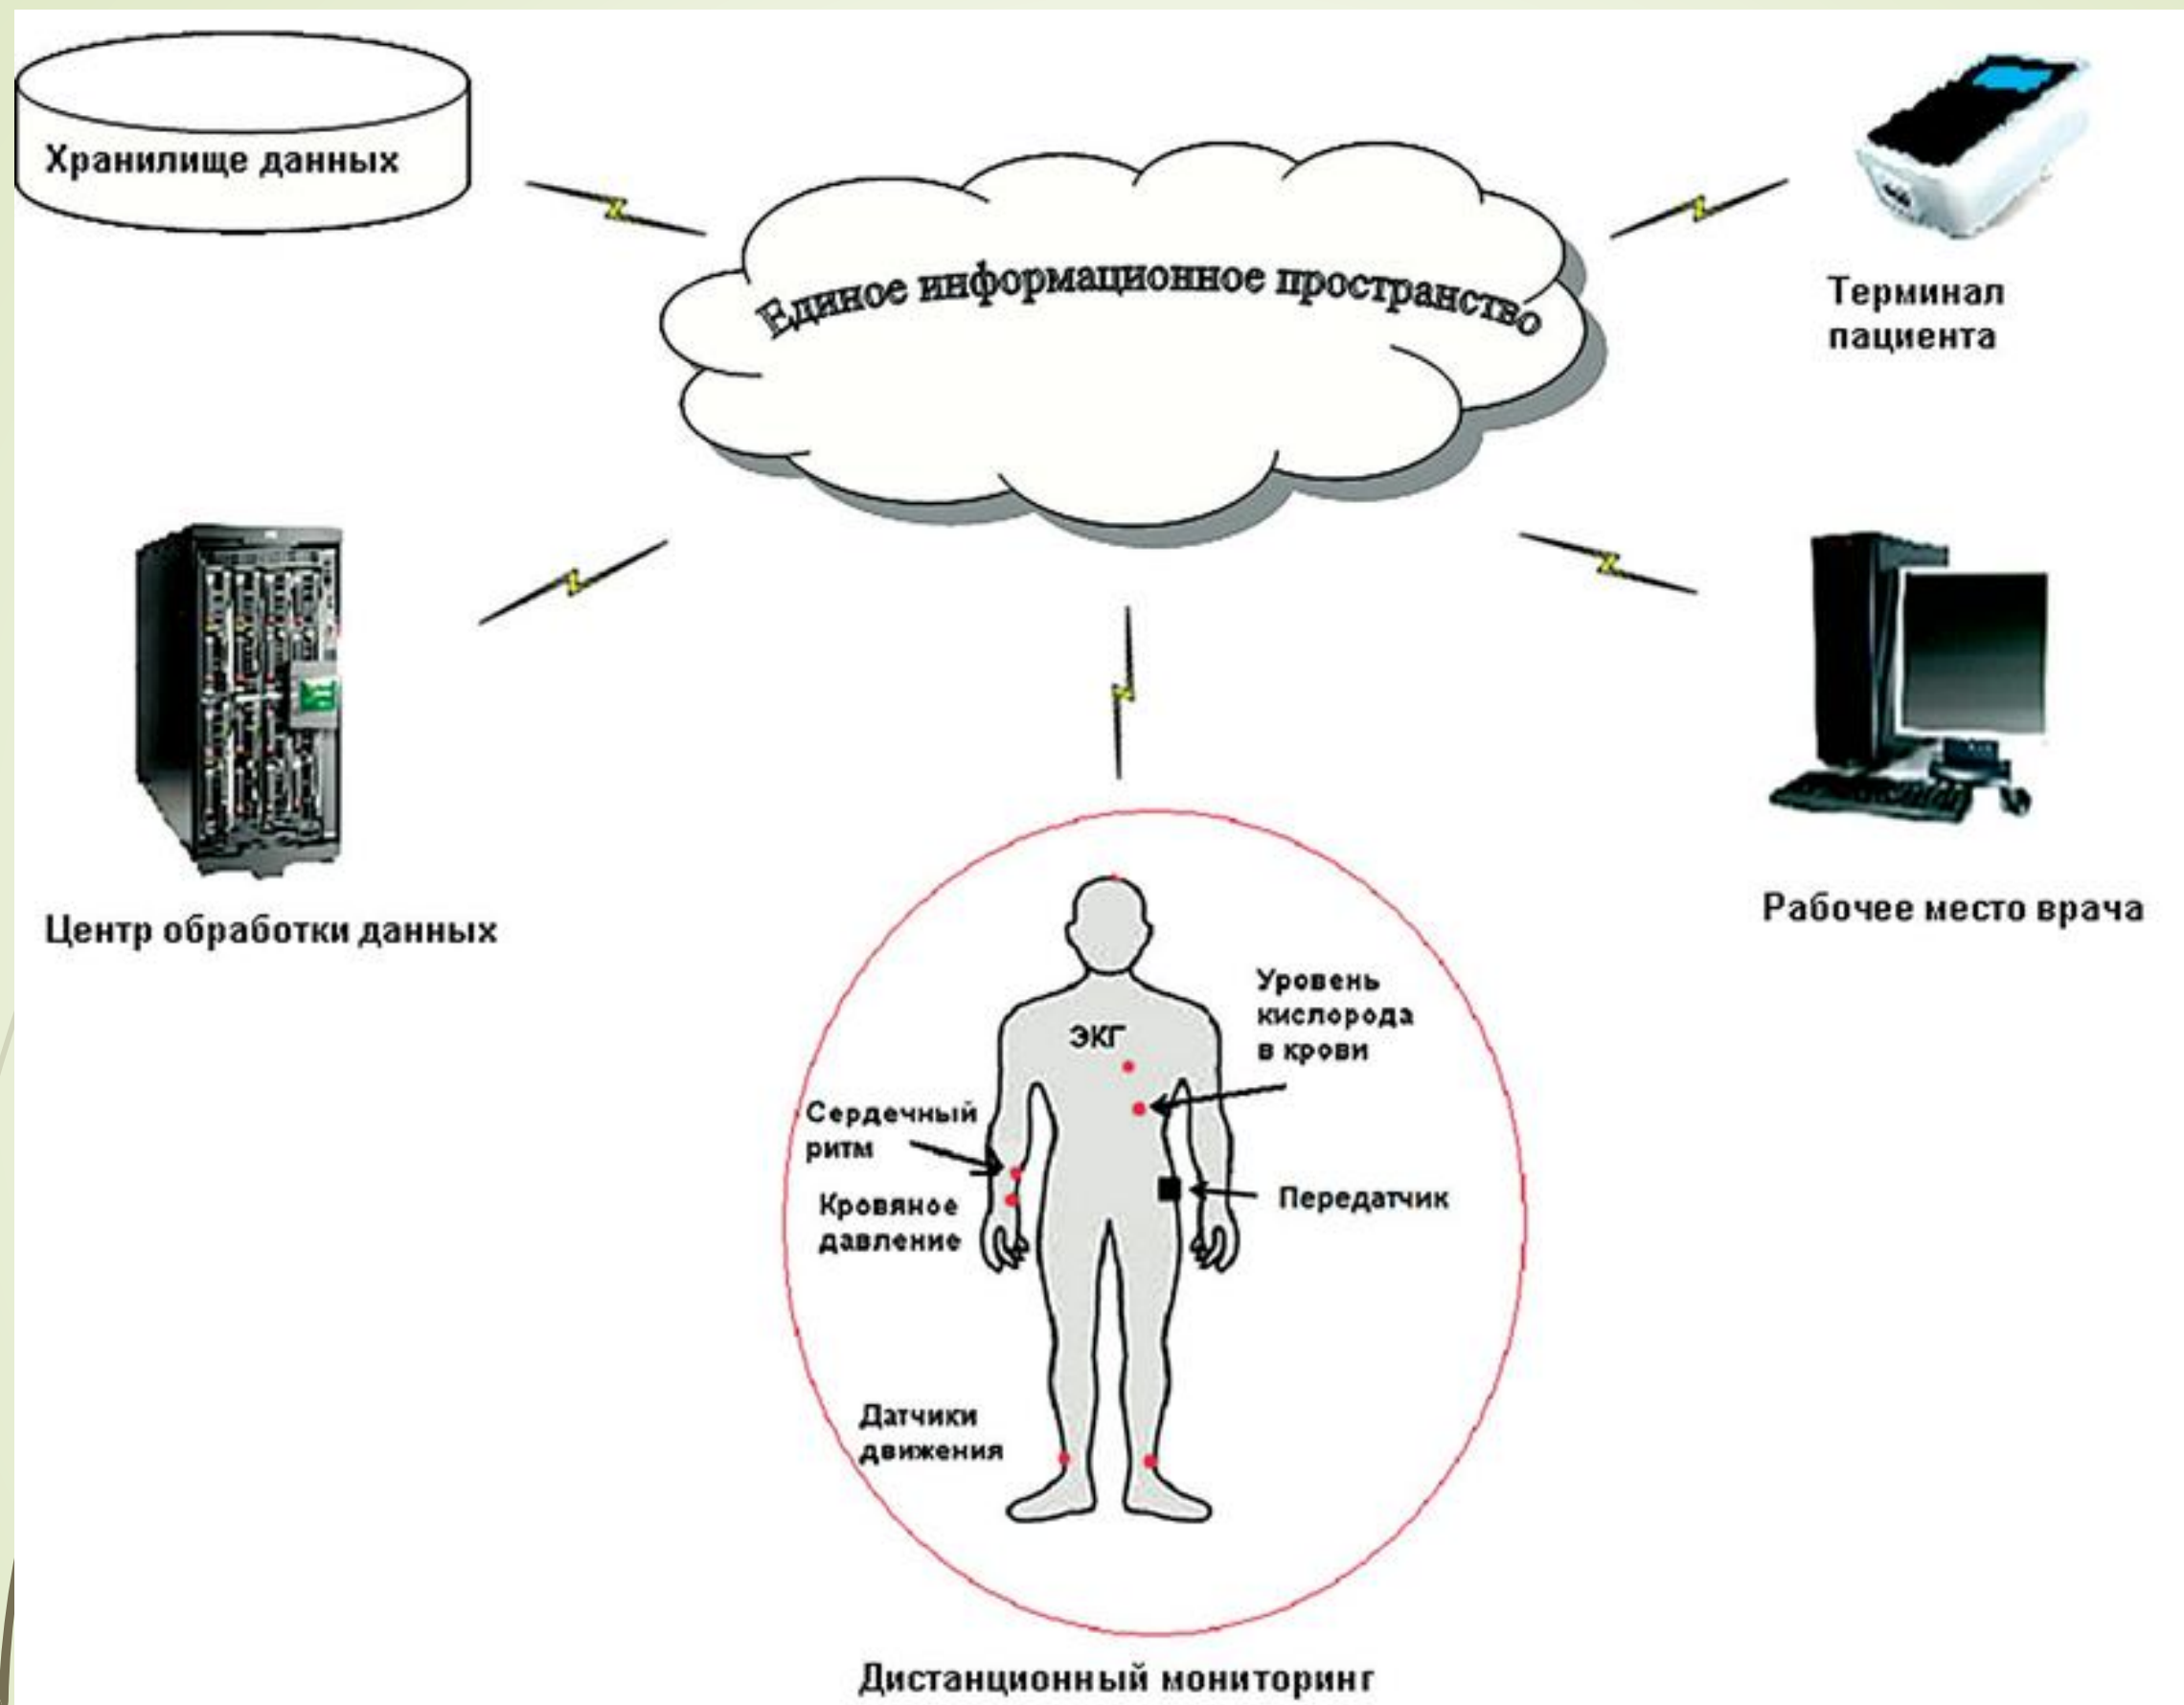 Хранилище данных
Единое информационное пространство
Терминал
пациента
Центр обработки данных
Рабочее место врача
Уровень
кислорода
в крови
ЭКГ
Сердечный
ритм
Кровяное
давление
Передатчик
Датчики
движения
Дистанционный мониторинг